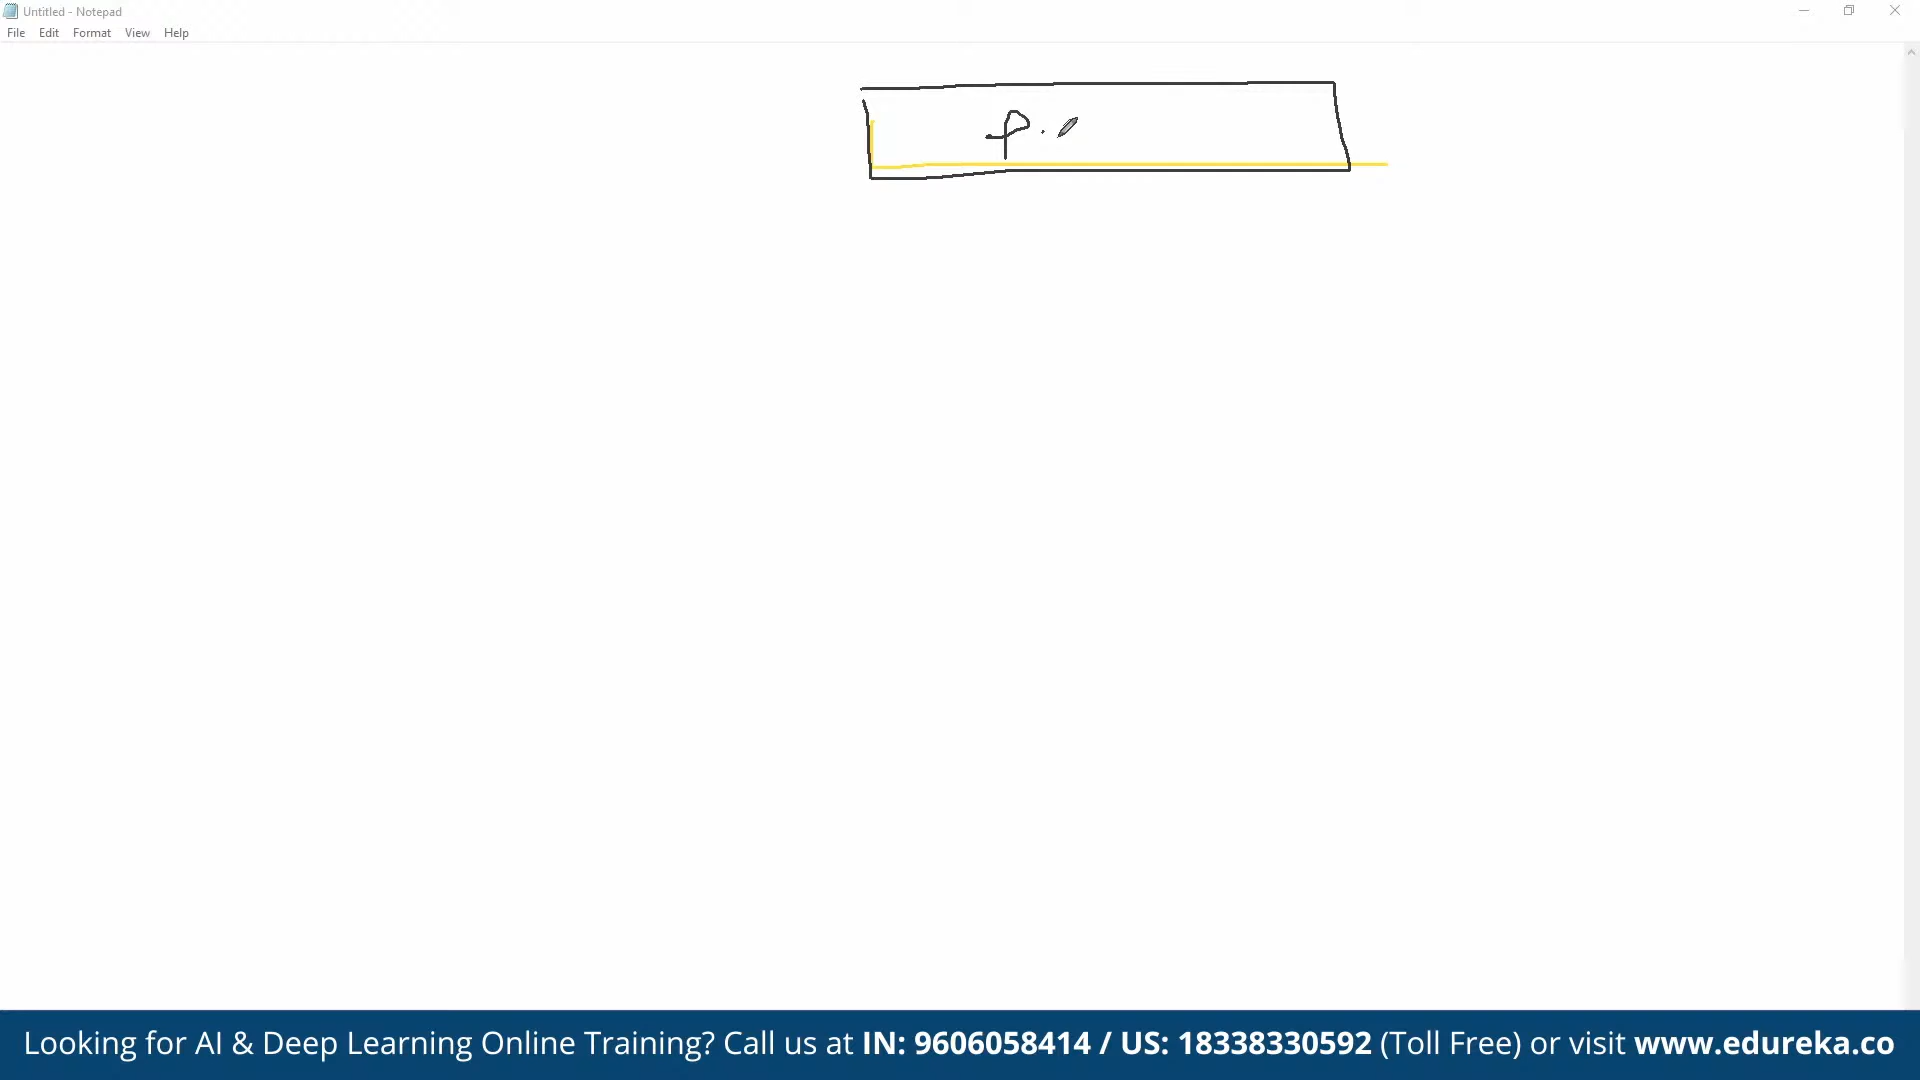 Untitled - Notepad
File Edit Format View Help
p.
Looking for AI & Deep Learning Online Training? Call us at IN: 9606058414 / US: 18338330592 (Toll Free) or visit www.edureka.co